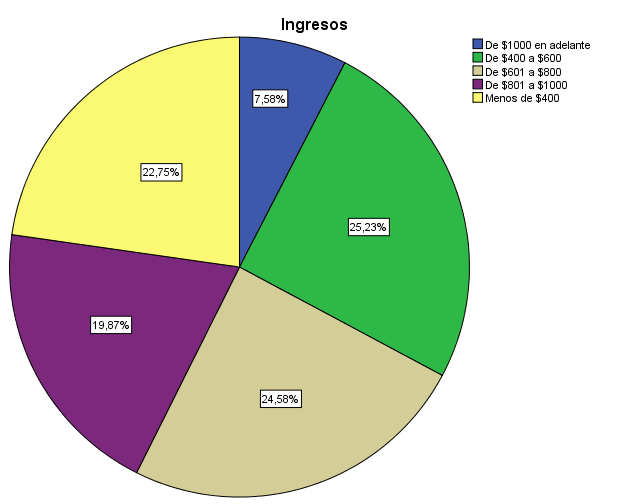 Ingresos
De $1000 en adelante
De $400 a $600
De $601 a $800
De $801 a $1000
Menos de $400
7,58%
22,75%
25,23%
19,87%
24,58%